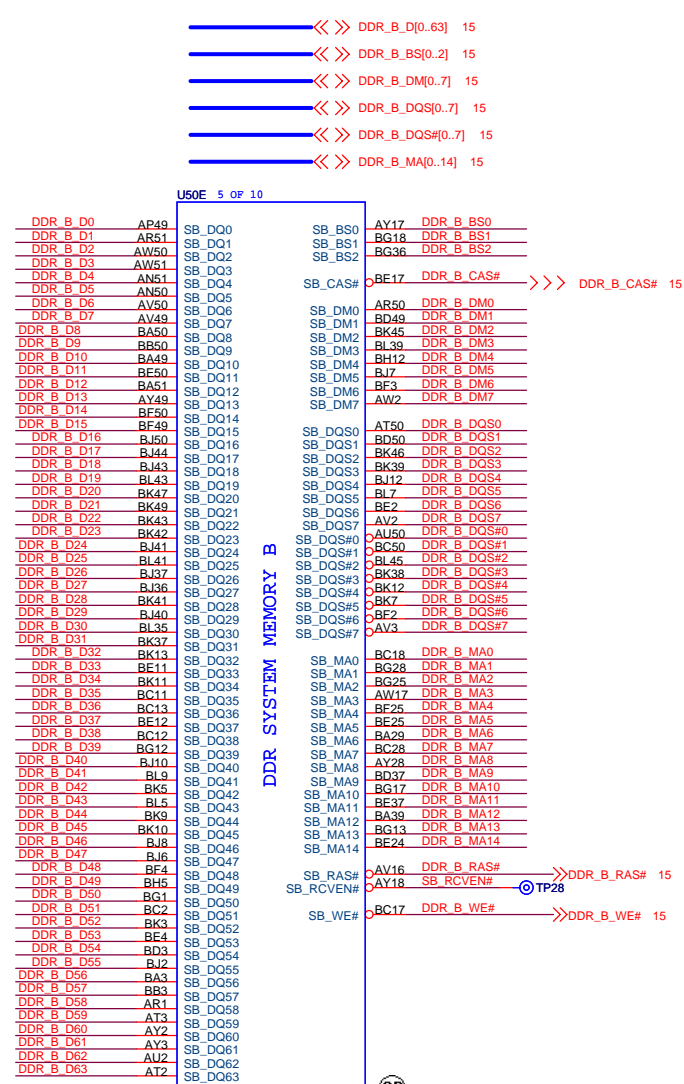 DDR_B_D[0..63] 15
DDR_B_BS[0..2] 15
DDR_B_DM[0..7] 15
DDR_B_DQS[0..7] 15
DDR_B_DQS#[0..7] 15
DDR_B_MA[0..14] 15
U50E 5 OF 10
DDR_B_D0 AP49 SB_DQ0
DDR_B_D1 AR51 SB_DQ1
DDR_B_D2 AW50 SB_DQ2
DDR_B_D3 AW51 SB_DQ3
DDR_B_D4 AN51 SB_DQ4
DDR_B_D5 AN50 SB_DQ5
DDR_B_D6 AV50 SB_DQ6
DDR_B_D7 AV49 SB_DQ7
DDR_B_D8 BA50 SB_DQ8
DDR_B_D9 BB50 SB_DQ9
DDR_B_D10 BA49 SB_DQ10
DDR_B_D11 BE50 SB_DQ11
DDR_B_D12 BA51 SB_DQ12
DDR_B_D13 AY49 SB_DQ13
DDR_B_D14 BF50 SB_DQ14
DDR_B_D15 BF49 SB_DQ15
DDR_B_D16 BJ50 SB_DQ16
DDR_B_D17 BJ44 SB_DQ17
DDR_B_D18 BJ43 SB_DQ18
DDR_B_D19 BL43 SB_DQ19
DDR_B_D20 BK47 SB_DQ20
DDR_B_D21 BK49 SB_DQ21
DDR_B_D22 BK43 SB_DQ22
DDR_B_D23 BK42 SB_DQ23
DDR_B_D24 BJ41 SB_DQ24
DDR_B_D25 BL41 SB_DQ25
DDR_B_D26 BJ37 SB_DQ26
DDR_B_D27 BJ36 SB_DQ27
DDR_B_D28 BK41 SB_DQ28
DDR_B_D29 BJ40 SB_DQ29
DDR_B_D30 BL35 SB_DQ30
DDR_B_D31 BK37 SB_DQ31
DDR_B_D32 BK13 SB_DQ32
DDR_B_D33 BE11 SB_DQ33
DDR_B_D34 BK11 SB_DQ34
DDR_B_D35 BC11 SB_DQ35
DDR_B_D36 BC13 SB_DQ36
DDR_B_D37 BE12 SB_DQ37
DDR_B_D38 BC12 SB_DQ38
DDR_B_D39 BG12 SB_DQ39
DDR_B_D40 BJ10 SB_DQ40
DDR_B_D41 BL9 SB_DQ41
DDR_B_D42 BK5 SB_DQ42
DDR_B_D43 BL5 SB_DQ43
DDR_B_D44 BK9 SB_DQ44
DDR_B_D45 BK10 SB_DQ45
DDR_B_D46 BJ8 SB_DQ46
DDR_B_D47 BJ6 SB_DQ47
DDR_B_D48 BF4 SB_DQ48
DDR_B_D49 BH5 SB_DQ49
DDR_B_D50 BG1 SB_DQ50
DDR_B_D51 BC2 SB_DQ51
DDR_B_D52 BK3 SB_DQ52
DDR_B_D53 BE4 SB_DQ53
DDR_B_D54 BD3 SB_DQ54
DDR_B_D55 BJ2 SB_DQ55
DDR_B_D56 BA3 SB_DQ56
DDR_B_D57 BB3 SB_DQ57
DDR_B_D58 AR1 SB_DQ58
DDR_B_D59 AT3 SB_DQ59
DDR_B_D60 AY2 SB_DQ60
DDR_B_D61 AY3 SB_DQ61
DDR_B_D62 AU2 SB_DQ62
DDR_B_D63 AT2 SB_DQ63
DDR SYSTEM MEMORY B
SB_BS0 AY17 DDR_B_BS0
SB_BS1 BG18 DDR_B_BS1
SB_BS2 BG36 DDR_B_BS2
SB_CAS# BE17 DDR_B_CAS# DDR_B_CAS# 15
SB_DM0 AR50 DDR_B_DM0
SB_DM1 BD49 DDR_B_DM1
SB_DM2 BK45 DDR_B_DM2
SB_DM3 BL39 DDR_B_DM3
SB_DM4 BH12 DDR_B_DM4
SB_DM5 BJ7 DDR_B_DM5
SB_DM6 BF3 DDR_B_DM6
SB_DM7 AW2 DDR_B_DM7
SB_DQS0 AT50 DDR_B_DQS0
SB_DQS1 BD50 DDR_B_DQS1
SB_DQS2 BK46 DDR_B_DQS2
SB_DQS3 BK39 DDR_B_DQS3
SB_DQS4 BJ12 DDR_B_DQS4
SB_DQS5 BL7 DDR_B_DQS5
SB_DQS6 BE2 DDR_B_DQS6
SB_DQS7 AV2 DDR_B_DQS7
SB_DQS#0 AU50 DDR_B_DQS#0
SB_DQS#1 BC50 DDR_B_DQS#1
SB_DQS#2 BL45 DDR_B_DQS#2
SB_DQS#3 BK38 DDR_B_DQS#3
SB_DQS#4 BK12 DDR_B_DQS#4
SB_DQS#5 BK7 DDR_B_DQS#5
SB_DQS#6 BF2 DDR_B_DQS#6
SB_DQS#7 AV3 DDR_B_DQS#7
SB_MA0 BC18 DDR_B_MA0
SB_MA1 BG28 DDR_B_MA1
SB_MA2 BG25 DDR_B_MA2
SB_MA3 AW17 DDR_B_MA3
SB_MA4 BF25 DDR_B_MA4
SB_MA5 BE25 DDR_B_MA5
SB_MA6 BA29 DDR_B_MA6
SB_MA7 BC28 DDR_B_MA7
SB_MA8 AY28 DDR_B_MA8
SB_MA9 BD37 DDR_B_MA9
SB_MA10 BG17 DDR_B_MA10
SB_MA11 BE37 DDR_B_MA11
SB_MA12 BA39 DDR_B_MA12
SB_MA13 BG13 DDR_B_MA13
SB_MA14 BE24 DDR_B_MA14
SB_RAS# AV16 DDR_B_RAS# DDR_B_RAS# 15
SB_RCVEN# AY18 SB_RCVEN# TP28
SB_WE# BC17 DDR_B_WE# DDR_B_WE# 15